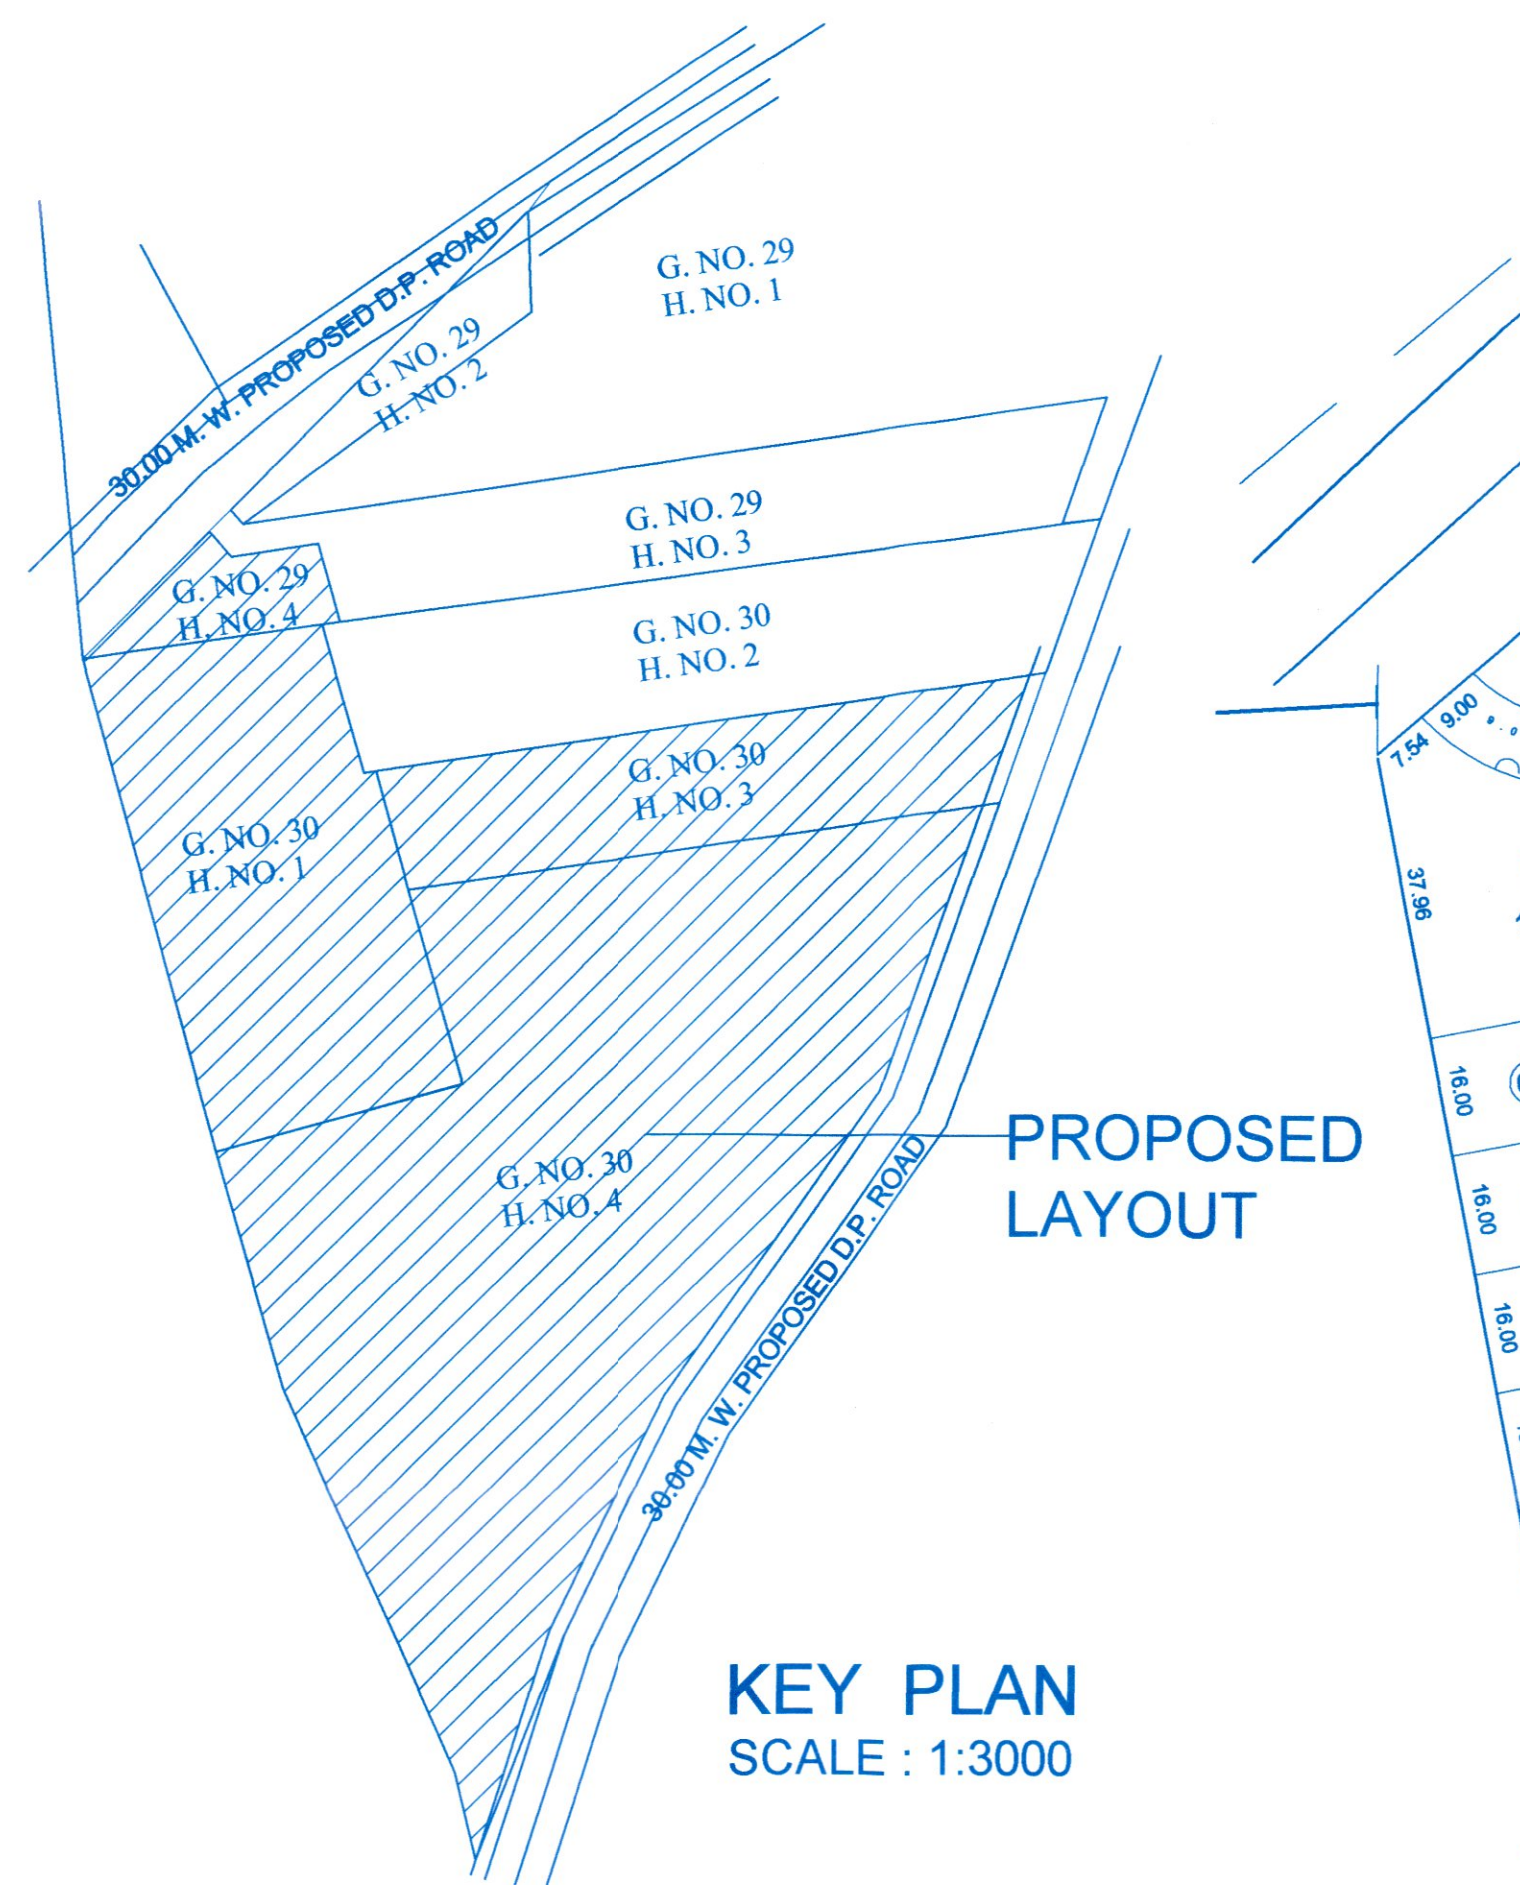 30.00 M. W. PROPOSED D.P. ROAD
G. NO. 29
H. NO. 1
G. NO. 29
H. NO. 2
G. NO. 29
H. NO. 3
G. NO. 29
H. NO. 4
G. NO. 30
H. NO. 2
G. NO. 30
H. NO. 3
G. NO. 30
H. NO. 1
G. NO. 30
H. NO. 4
PROPOSED
LAYOUT
30.00 M. W. PROPOSED D.P. ROAD
KEY PLAN
SCALE : 1:3000
9.00
7.54
37.96
16.00
16.00
16.00